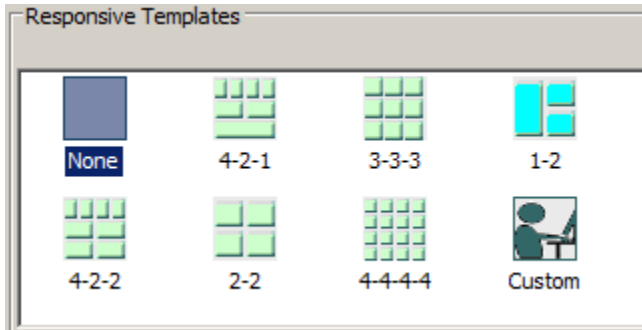 Responsive Templates
None
4-2-1
3-3-3
1-2
4-2-2
2-2
4-4-4-4
Custom